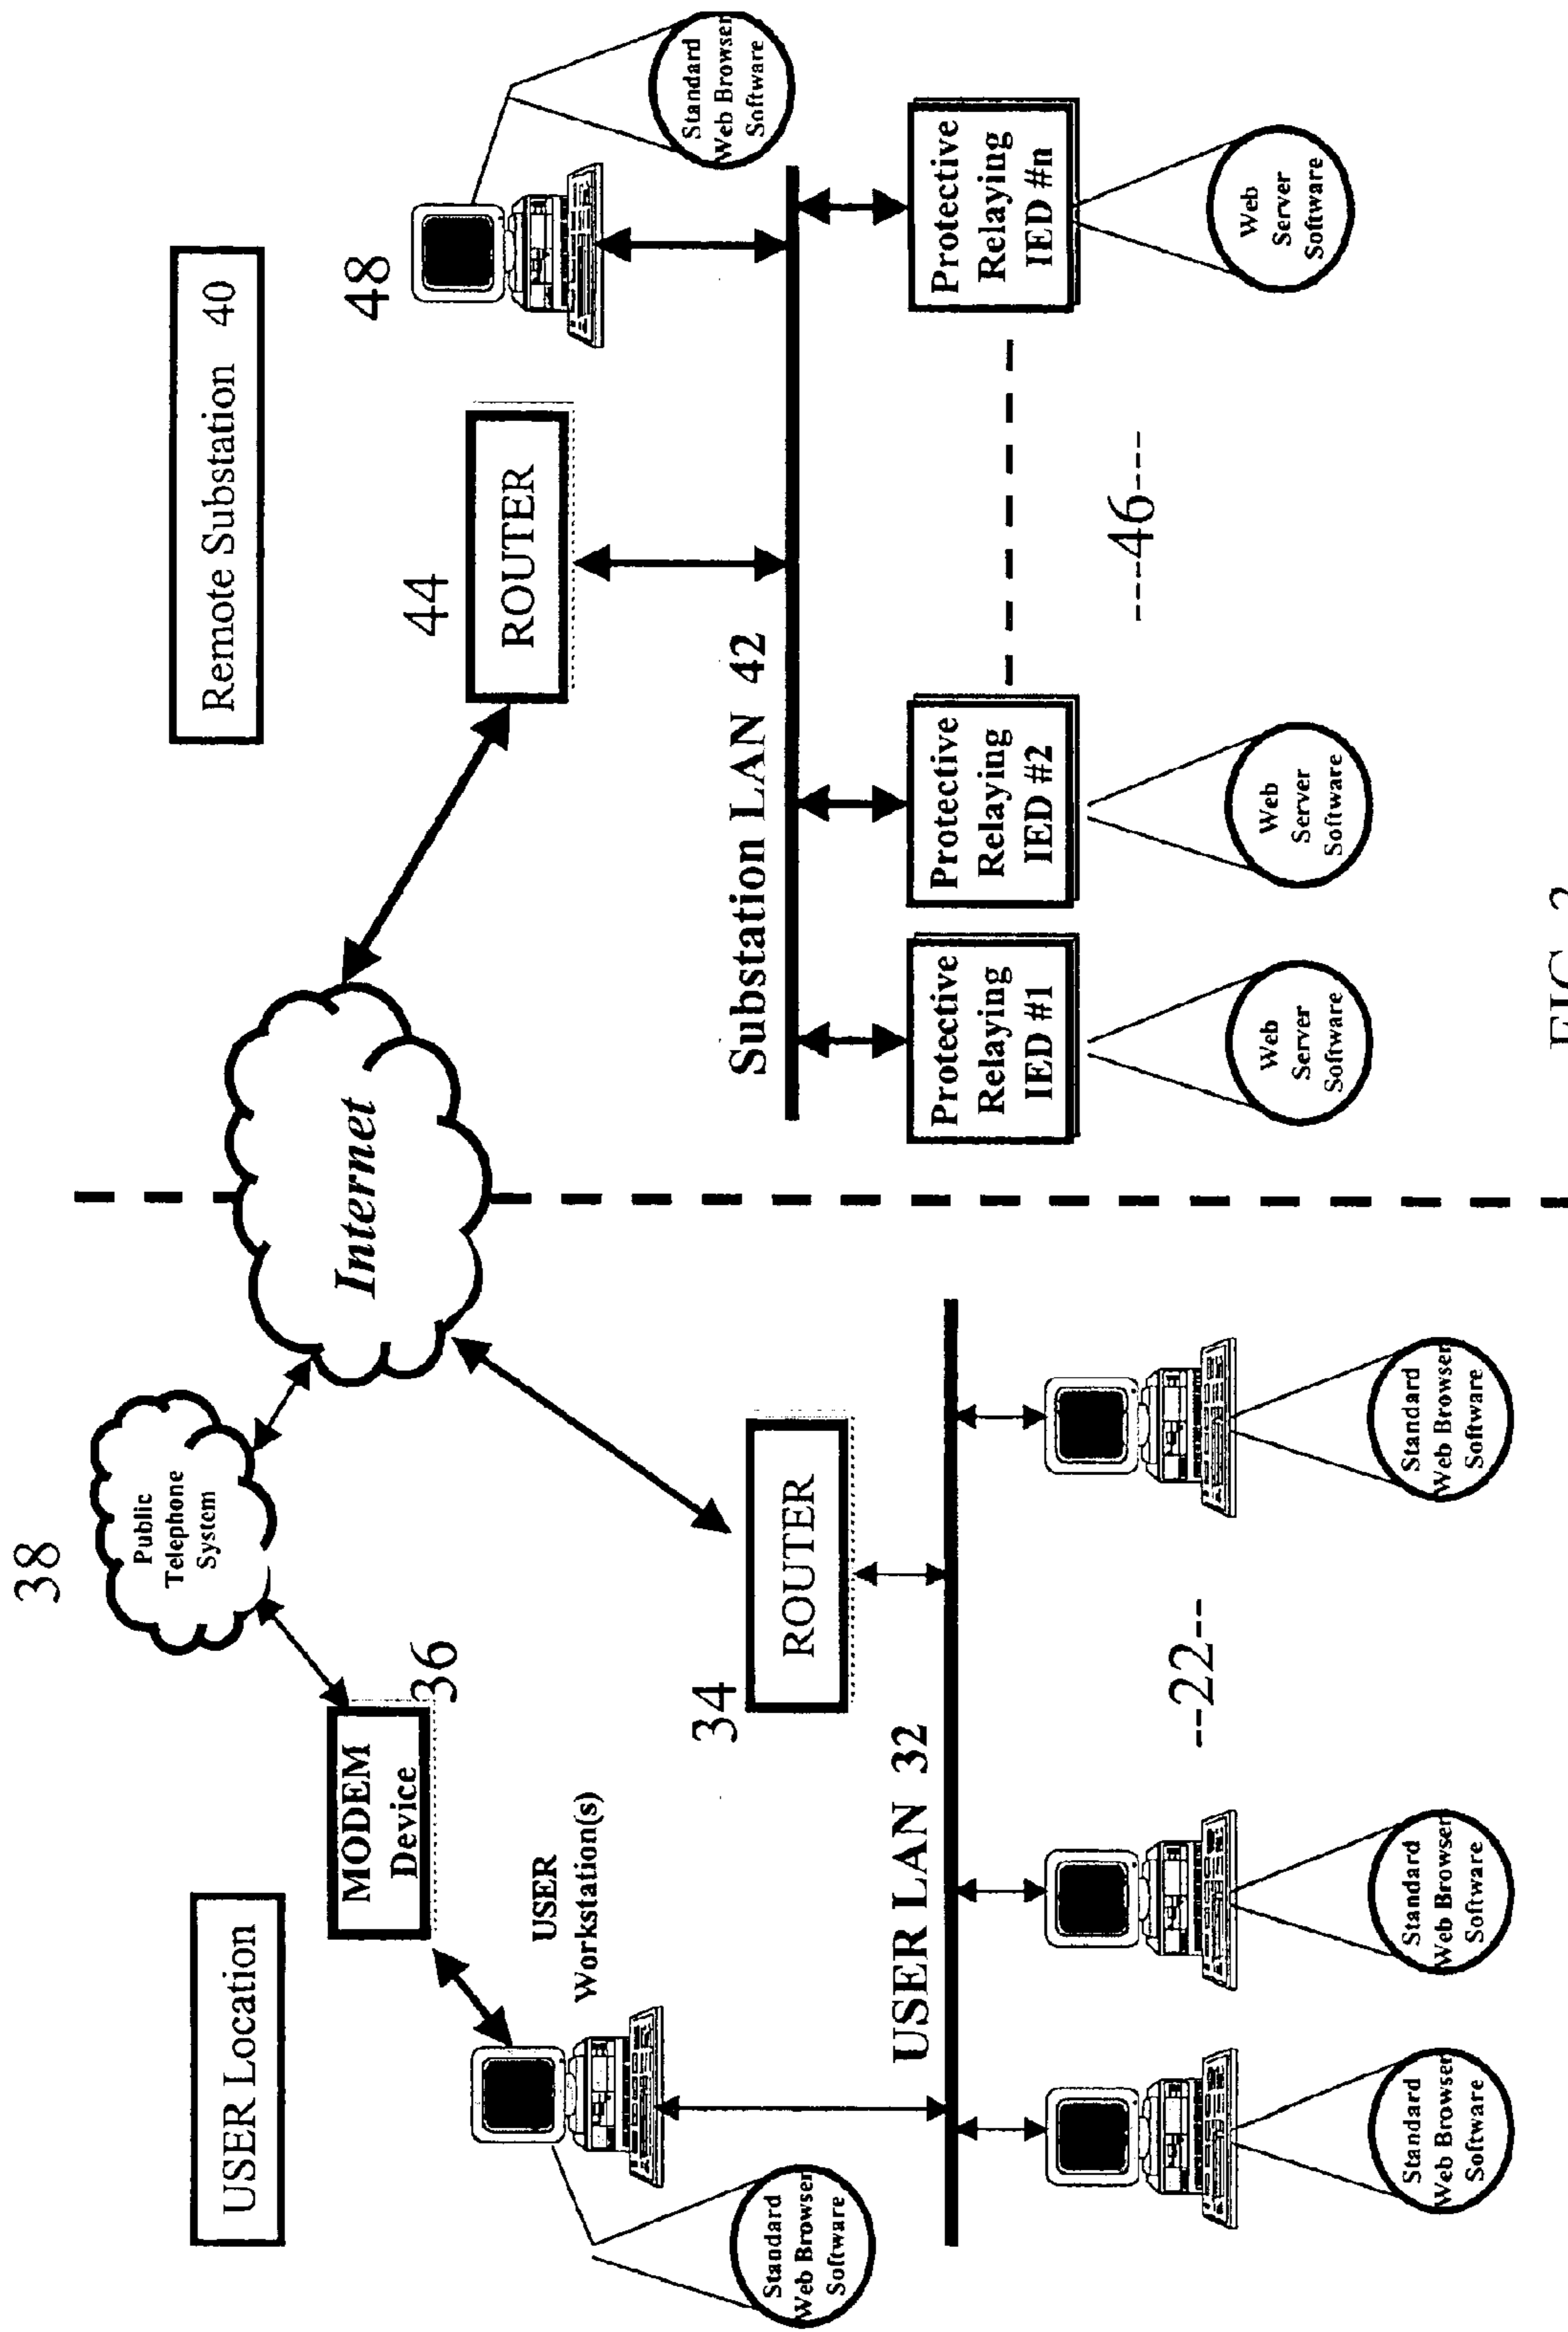 USER Location
38
Public
Telephone
System
Remote Substation 40
MODEM
Device
36
Internet
44
ROUTER
48
Standard
Web Browser
Software
USER
Workstation(s)
Standard
Web Browser
Software
34
ROUTER
Substation LAN 42
USER LAN 32
Protective
Relaying
IED #1
Protective
Relaying
IED #2
Protective
Relaying
IED #n
--22--
---46---
Web
Server
Software
Web
Server
Software
Web
Server
Software
Standard
Web Browser
Software
Standard
Web Browser
Software
Standard
Web Browser
Software